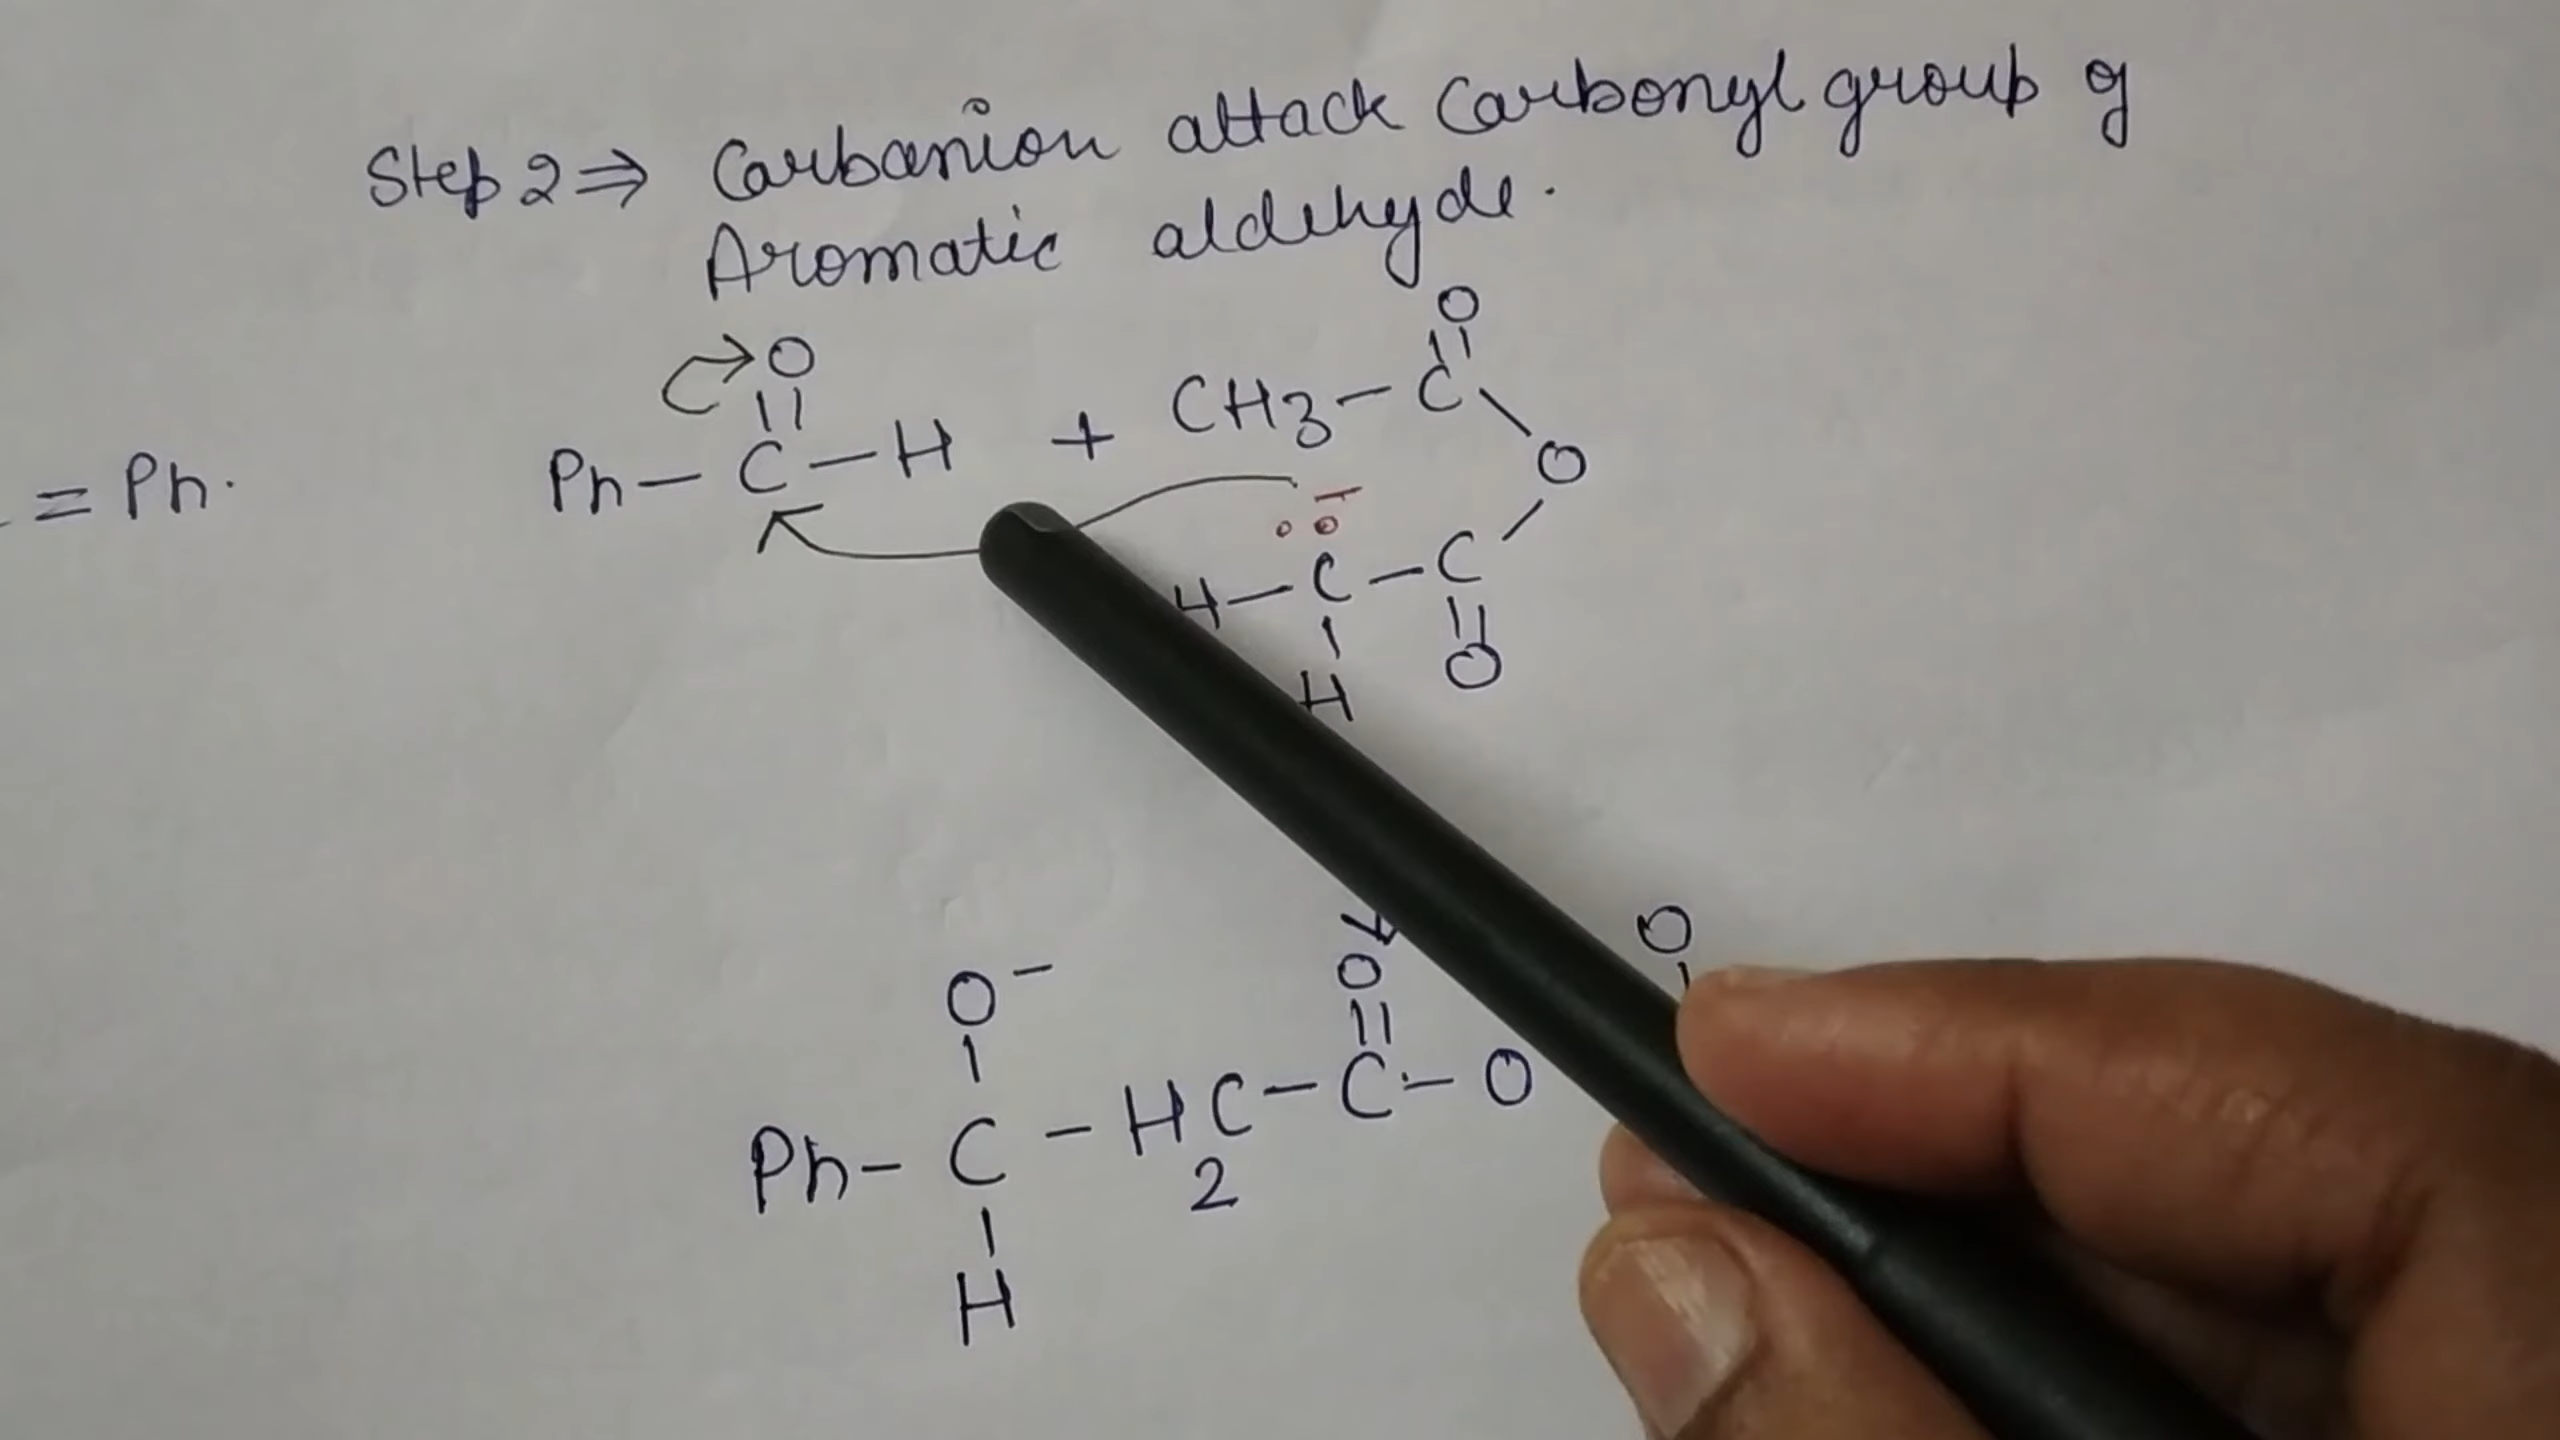 Step 2 ⇒ Carbanion attack Carbonyl group of
Aromatic aldehyde.
= Ph.
O
||
Ph — C — H + CH3 — C
O
||
O
H — C — C
H
||
O
O −
Ph — C — H2C — C — O
H
O
||
O